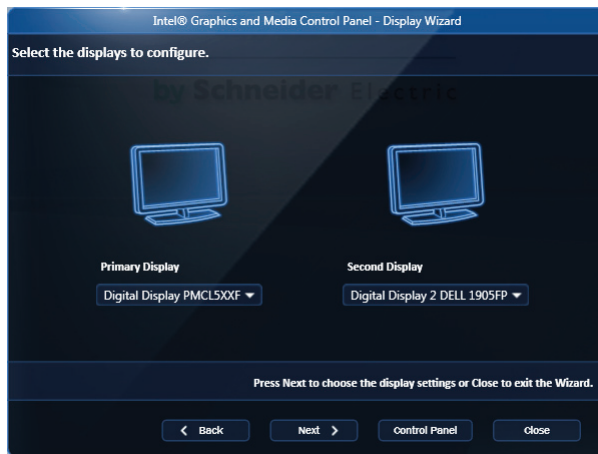 Intel® Graphics and Media Control Panel - Display Wizard
Select the displays to configure.
by Schneider Electric
Primary Display
Second Display
Digital Display PMCL5XXF
Digital Display 2 DELL 1905FP
Press Next to choose the display settings or Close to exit the Wizard.
Back
Next
Control Panel
Close